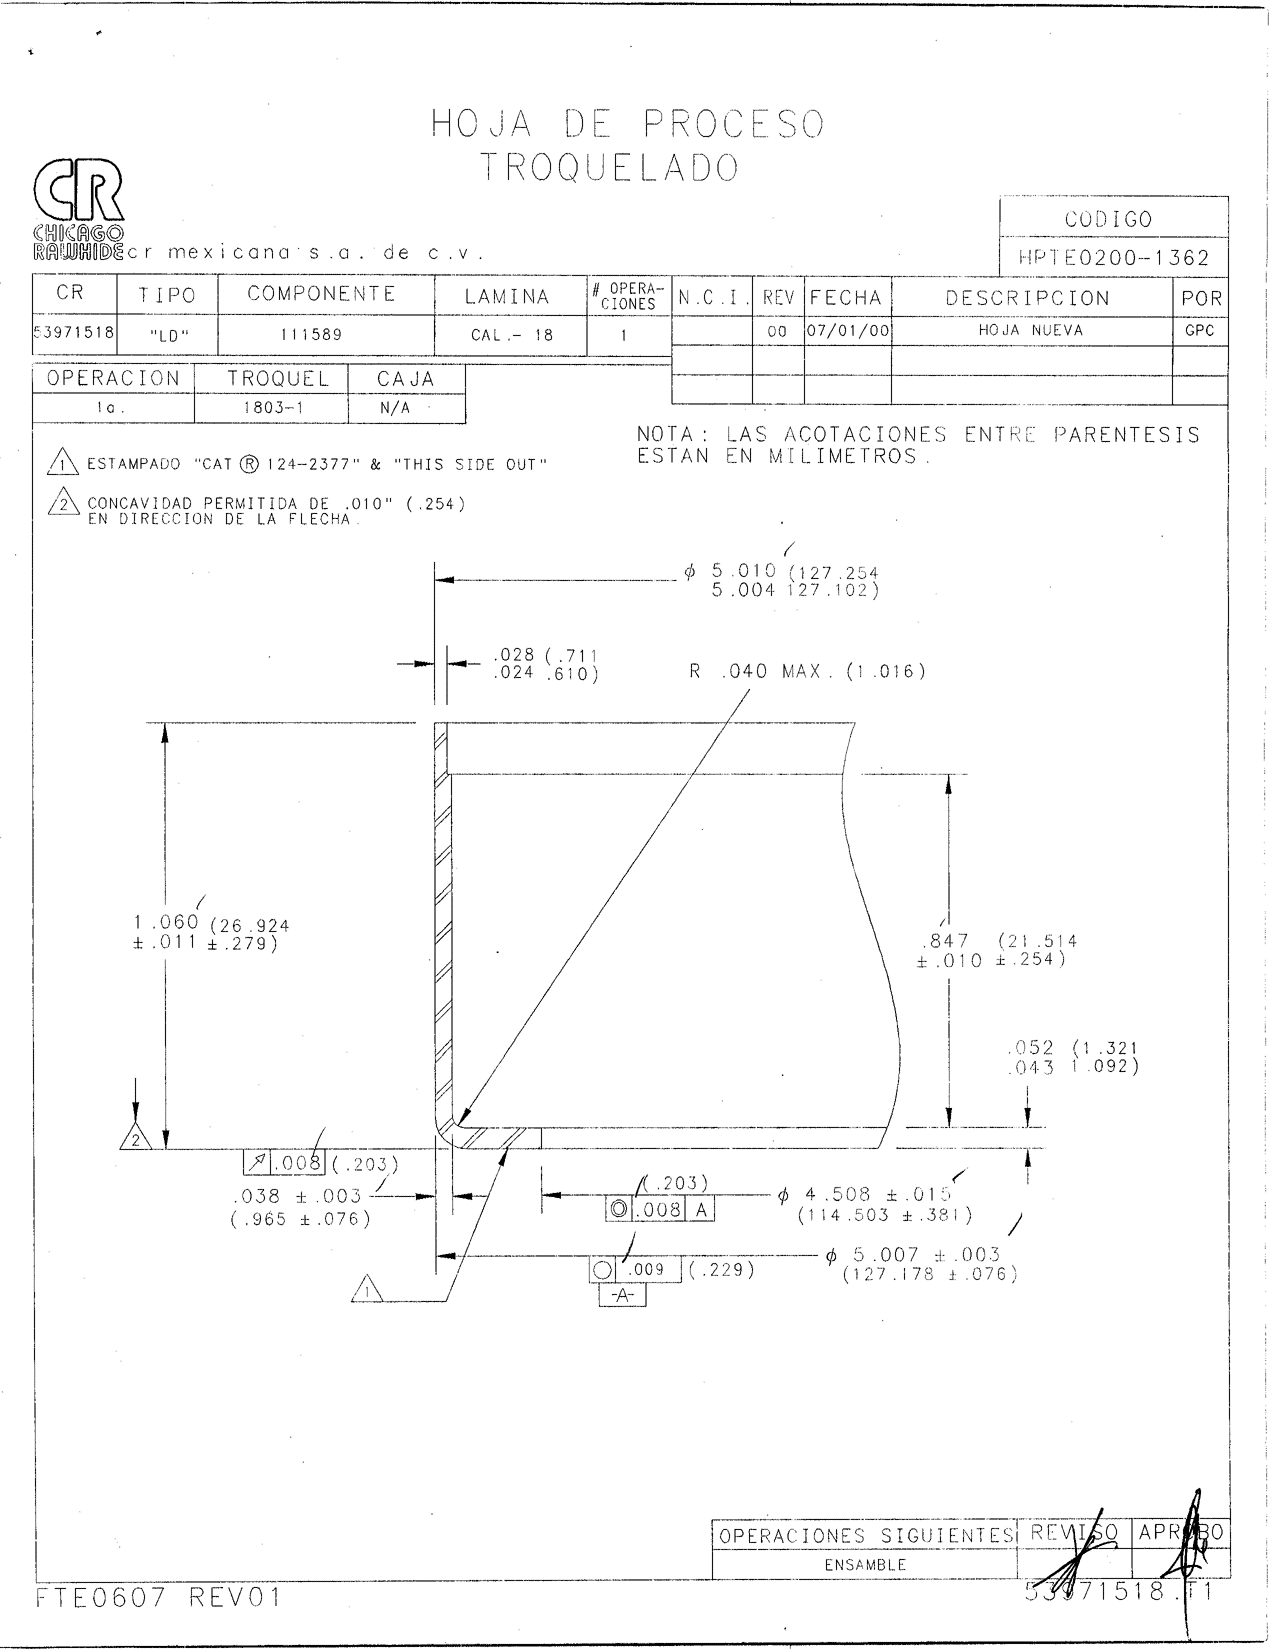 HOJA DE PROCESO
TROQUELADO
CR
CHICAGO
RAWHIDE cr mexicana s.a. de c.v.
CODIGO
HPTE0200-1362
CR TIPO COMPONENTE LAMINA # OPERA-CIONES N.C.I. REV FECHA DESCRIPCION POR
53971518 "LD" 111589 CAL.- 18 1 00 07/01/00 HOJA NUEVA GPC
OPERACION TROQUEL CAJA
1a. 1803-1 N/A
NOTA: LAS ACOTACIONES ENTRE PARENTESIS
ESTAN EN MILIMETROS.
1 ESTAMPADO "CAT ® 124-2377" & "THIS SIDE OUT"
2 CONCAVIDAD PERMITIDA DE .010" (.254)
EN DIRECCION DE LA FLECHA.
ϕ 5.010 (127.254
5.004 127.102)
.028 (.711
.024 .610)
R .040 MAX. (1.016)
1.060 (26.924
±.011 ±.279)
.847 (21.514
±.010 ±.254)
.052 (1.321
.043 1.092)
2
.008 (.203)
.038 ±.003
(.965 ±.076)
(.203)
◎ .008 A
ϕ 4.508 ±.015
(114.503 ±.381)
○ .009 (.229)
-A-
ϕ 5.007 ±.003
(127.178 ±.076)
1
OPERACIONES SIGUIENTES REVISO APROBO
ENSAMBLE
FTE0607 REV01
53971518.T1